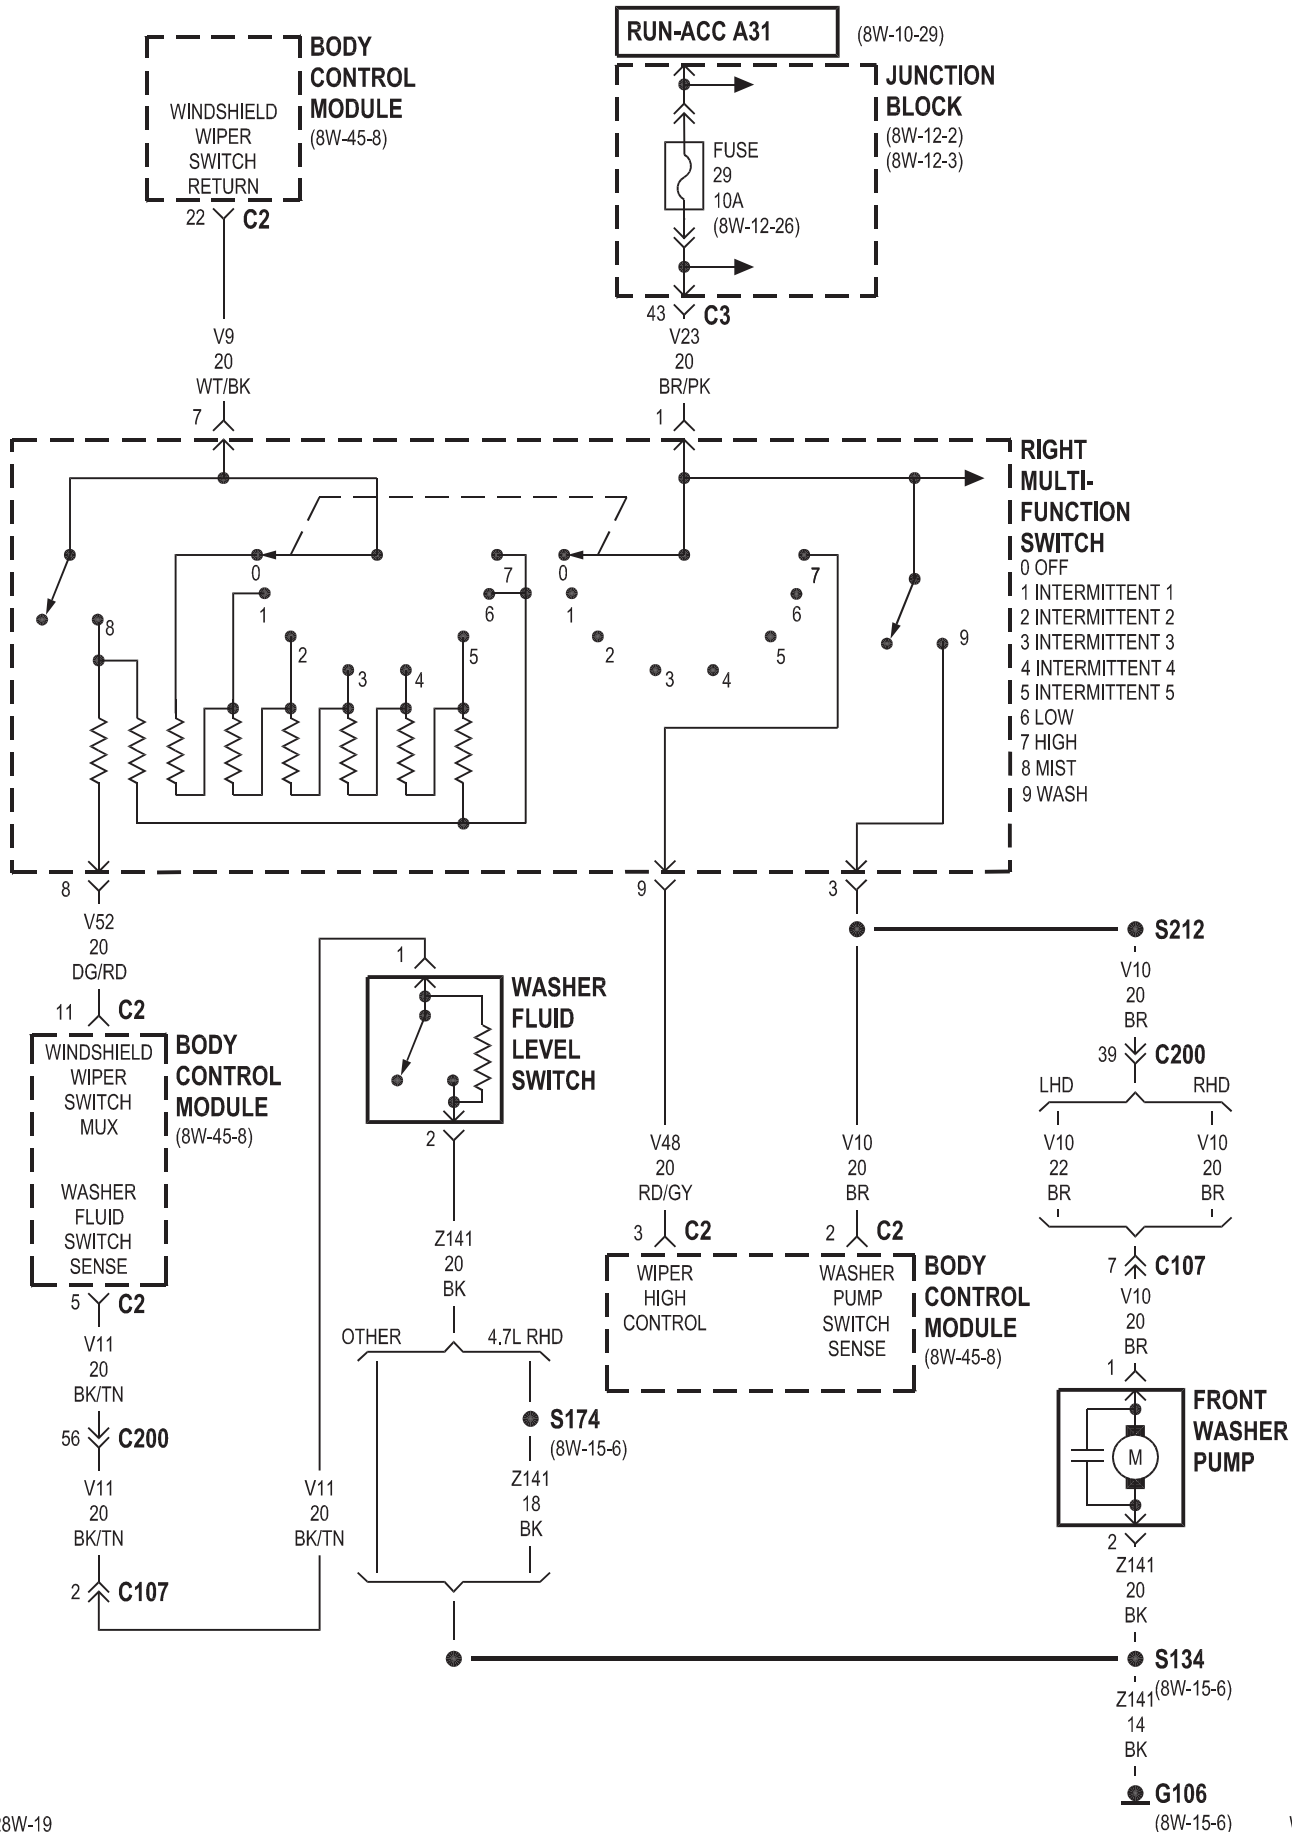 RUN-ACC A31
(8W-10-29)
BODY
CONTROL
MODULE
(8W-45-8)
WINDSHIELD
WIPER
SWITCH
RETURN
22
C2
JUNCTION
BLOCK
(8W-12-2)
(8W-12-3)
FUSE
29
10A
(8W-12-26)
43
C3
V9
20
WT/BK
7
V23
20
BR/PK
1
RIGHT
MULTI-
FUNCTION
SWITCH
0 OFF
1 INTERMITTENT 1
2 INTERMITTENT 2
3 INTERMITTENT 3
4 INTERMITTENT 4
5 INTERMITTENT 5
6 LOW
7 HIGH
8 MIST
9 WASH
8
0
1
2
3
4
5
6
7
0
1
2
3
4
5
6
7
9
8
9
3
V52
20
DG/RD
11
C2
WINDSHIELD
WIPER
SWITCH
MUX
WASHER
FLUID
SWITCH
SENSE
BODY
CONTROL
MODULE
(8W-45-8)
5
C2
V11
20
BK/TN
56
C200
V11
20
BK/TN
2
C107
V11
20
BK/TN
1
WASHER
FLUID
LEVEL
SWITCH
2
Z141
20
BK
OTHER
4.7L RHD
S174
(8W-15-6)
Z141
18
BK
V48
20
RD/GY
3
C2
V10
20
BR
2
C2
WIPER
HIGH
CONTROL
WASHER
PUMP
SWITCH
SENSE
BODY
CONTROL
MODULE
(8W-45-8)
S212
V10
20
BR
39
C200
LHD
RHD
V10
22
BR
V10
20
BR
7
C107
V10
20
BR
1
M
FRONT
WASHER
PUMP
2
Z141
20
BK
S134
(8W-15-6)
Z141
14
BK
G106
(8W-15-6)
8W-19